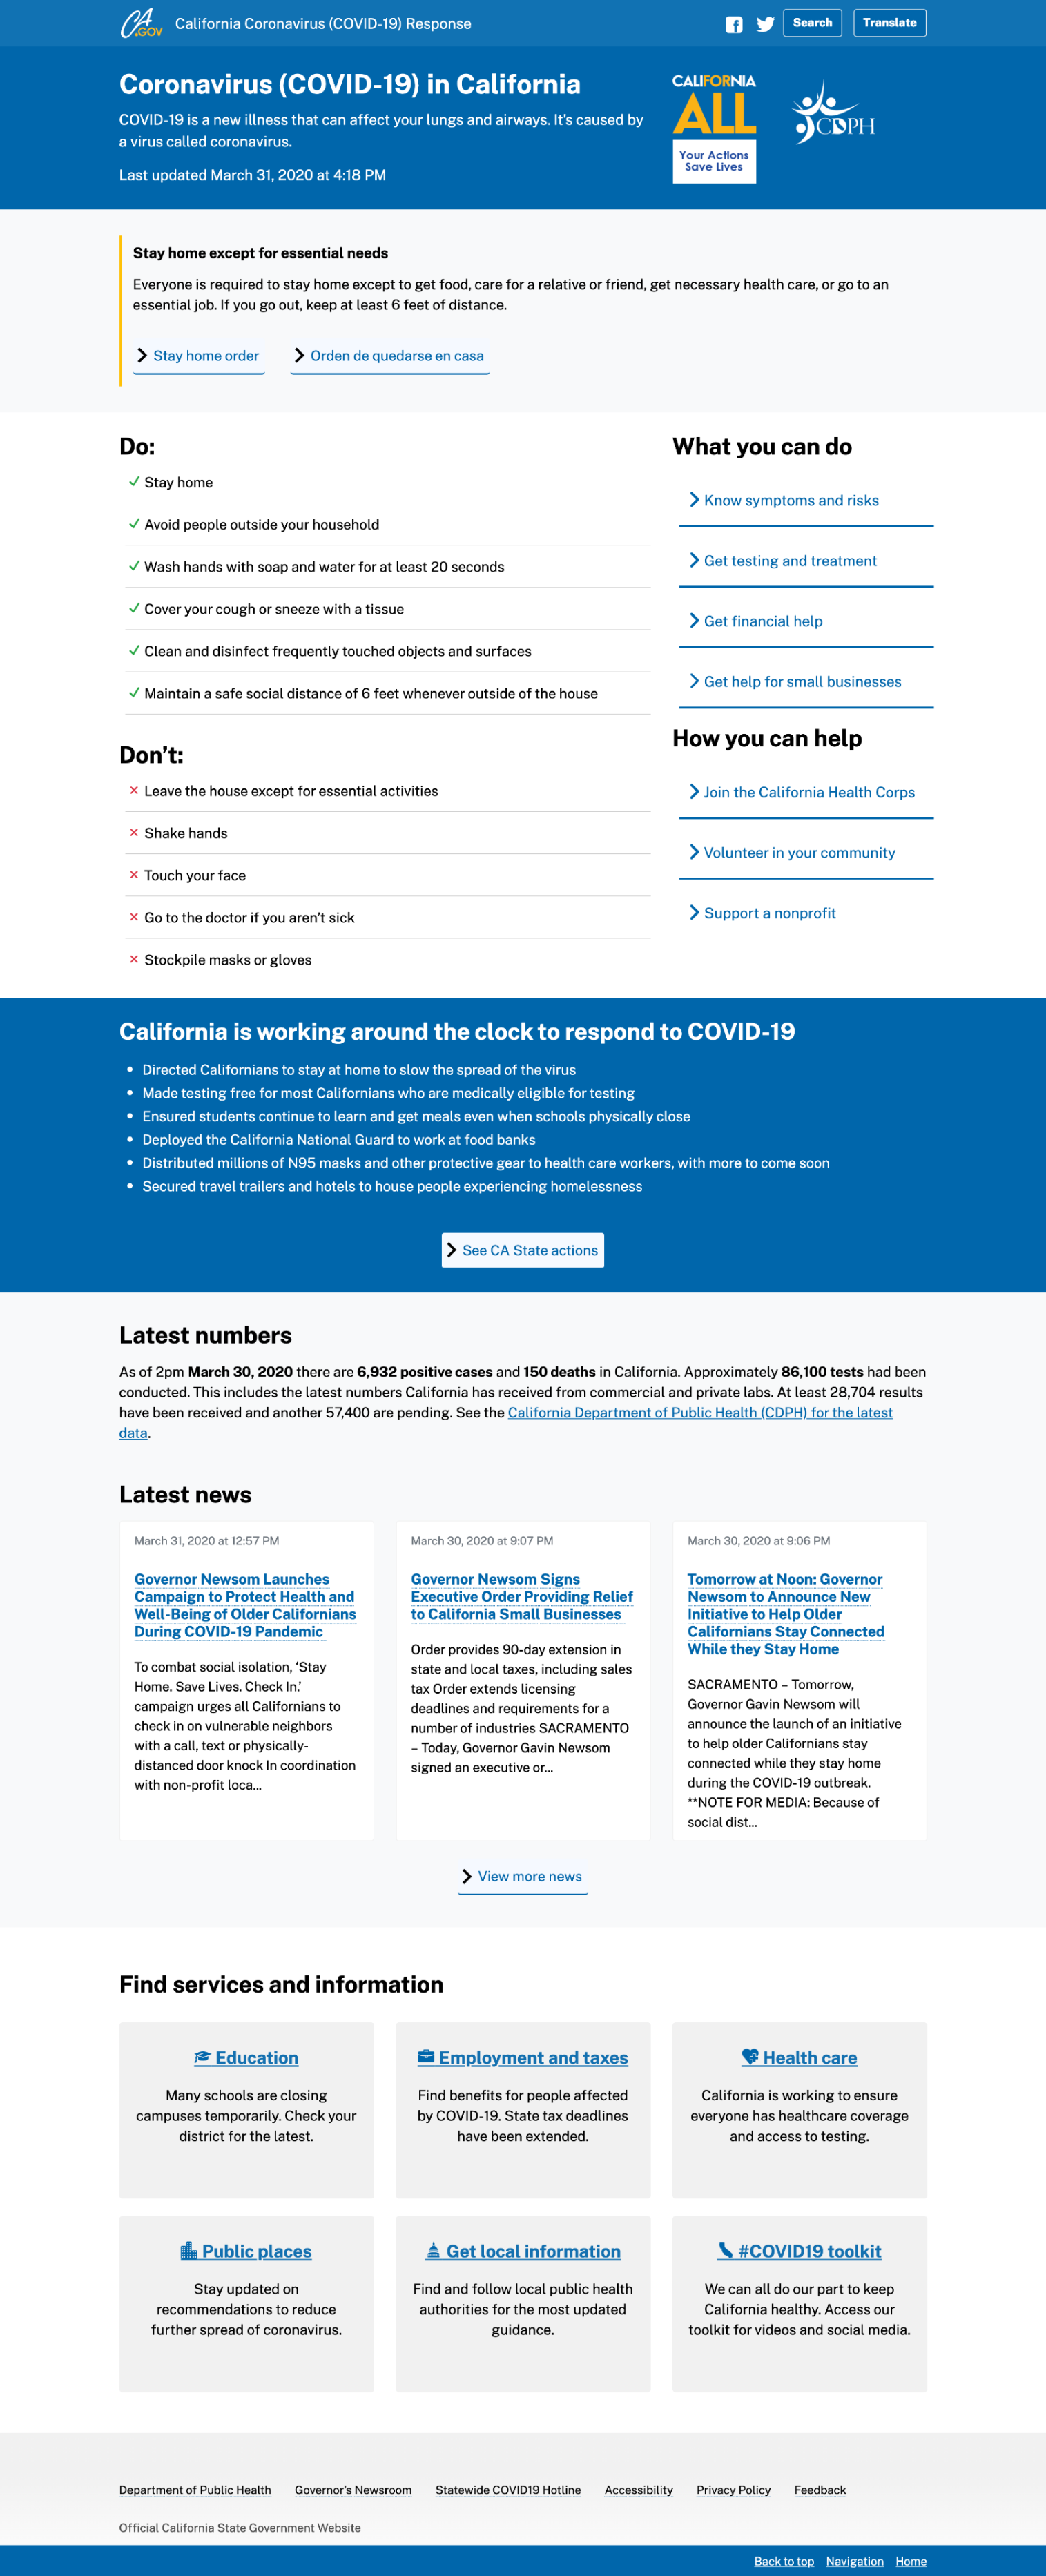 CA.GOV California Coronavirus (COVID-19) Response
Search
Translate
Coronavirus (COVID-19) in California
COVID-19 is a new illness that can affect your lungs and airways. It's caused by
a virus called coronavirus.
Last updated March 31, 2020 at 4:18 PM
CALIFORNIA
ALL
Your Actions
Save Lives
CDPH
Stay home except for essential needs
Everyone is required to stay home except to get food, care for a relative or friend, get necessary health care, or go to an
essential job. If you go out, keep at least 6 feet of distance.
Stay home order
Orden de quedarse en casa
Do:
Stay home
Avoid people outside your household
Wash hands with soap and water for at least 20 seconds
Cover your cough or sneeze with a tissue
Clean and disinfect frequently touched objects and surfaces
Maintain a safe social distance of 6 feet whenever outside of the house
Don't:
Leave the house except for essential activities
Shake hands
Touch your face
Go to the doctor if you aren't sick
Stockpile masks or gloves
What you can do
Know symptoms and risks
Get testing and treatment
Get financial help
Get help for small businesses
How you can help
Join the California Health Corps
Volunteer in your community
Support a nonprofit
California is working around the clock to respond to COVID-19
• Directed Californians to stay at home to slow the spread of the virus
• Made testing free for most Californians who are medically eligible for testing
• Ensured students continue to learn and get meals even when schools physically close
• Deployed the California National Guard to work at food banks
• Distributed millions of N95 masks and other protective gear to health care workers, with more to come soon
• Secured travel trailers and hotels to house people experiencing homelessness
See CA State actions
Latest numbers
As of 2pm March 30, 2020 there are 6,932 positive cases and 150 deaths in California. Approximately 86,100 tests had been
conducted. This includes the latest numbers California has received from commercial and private labs. At least 28,704 results
have been received and another 57,400 are pending. See the California Department of Public Health (CDPH) for the latest
data.
Latest news
March 31, 2020 at 12:57 PM
Governor Newsom Launches
Campaign to Protect Health and
Well-Being of Older Californians
During COVID-19 Pandemic
To combat social isolation, ‘Stay
Home. Save Lives. Check In.’
campaign urges all Californians to
check in on vulnerable neighbors
with a call, text or physically-
distanced door knock In coordination
with non-profit loca...
March 30, 2020 at 9:07 PM
Governor Newsom Signs
Executive Order Providing Relief
to California Small Businesses
Order provides 90-day extension in
state and local taxes, including sales
tax Order extends licensing
deadlines and requirements for a
number of industries SACRAMENTO
– Today, Governor Gavin Newsom
signed an executive or...
March 30, 2020 at 9:06 PM
Tomorrow at Noon: Governor
Newsom to Announce New
Initiative to Help Older
Californians Stay Connected
While they Stay Home
SACRAMENTO – Tomorrow,
Governor Gavin Newsom will
announce the launch of an initiative
to help older Californians stay
connected while they stay home
during the COVID-19 outbreak.
**NOTE FOR MEDIA: Because of
social dist...
View more news
Find services and information
Education
Many schools are closing
campuses temporarily. Check your
district for the latest.
Employment and taxes
Find benefits for people affected
by COVID-19. State tax deadlines
have been extended.
Health care
California is working to ensure
everyone has healthcare coverage
and access to testing.
Public places
Stay updated on
recommendations to reduce
further spread of coronavirus.
Get local information
Find and follow local public health
authorities for the most updated
guidance.
#COVID19 toolkit
We can all do our part to keep
California healthy. Access our
toolkit for videos and social media.
Department of Public Health Governor's Newsroom Statewide COVID19 Hotline Accessibility Privacy Policy Feedback
Official California State Government Website
Back to top Navigation Home